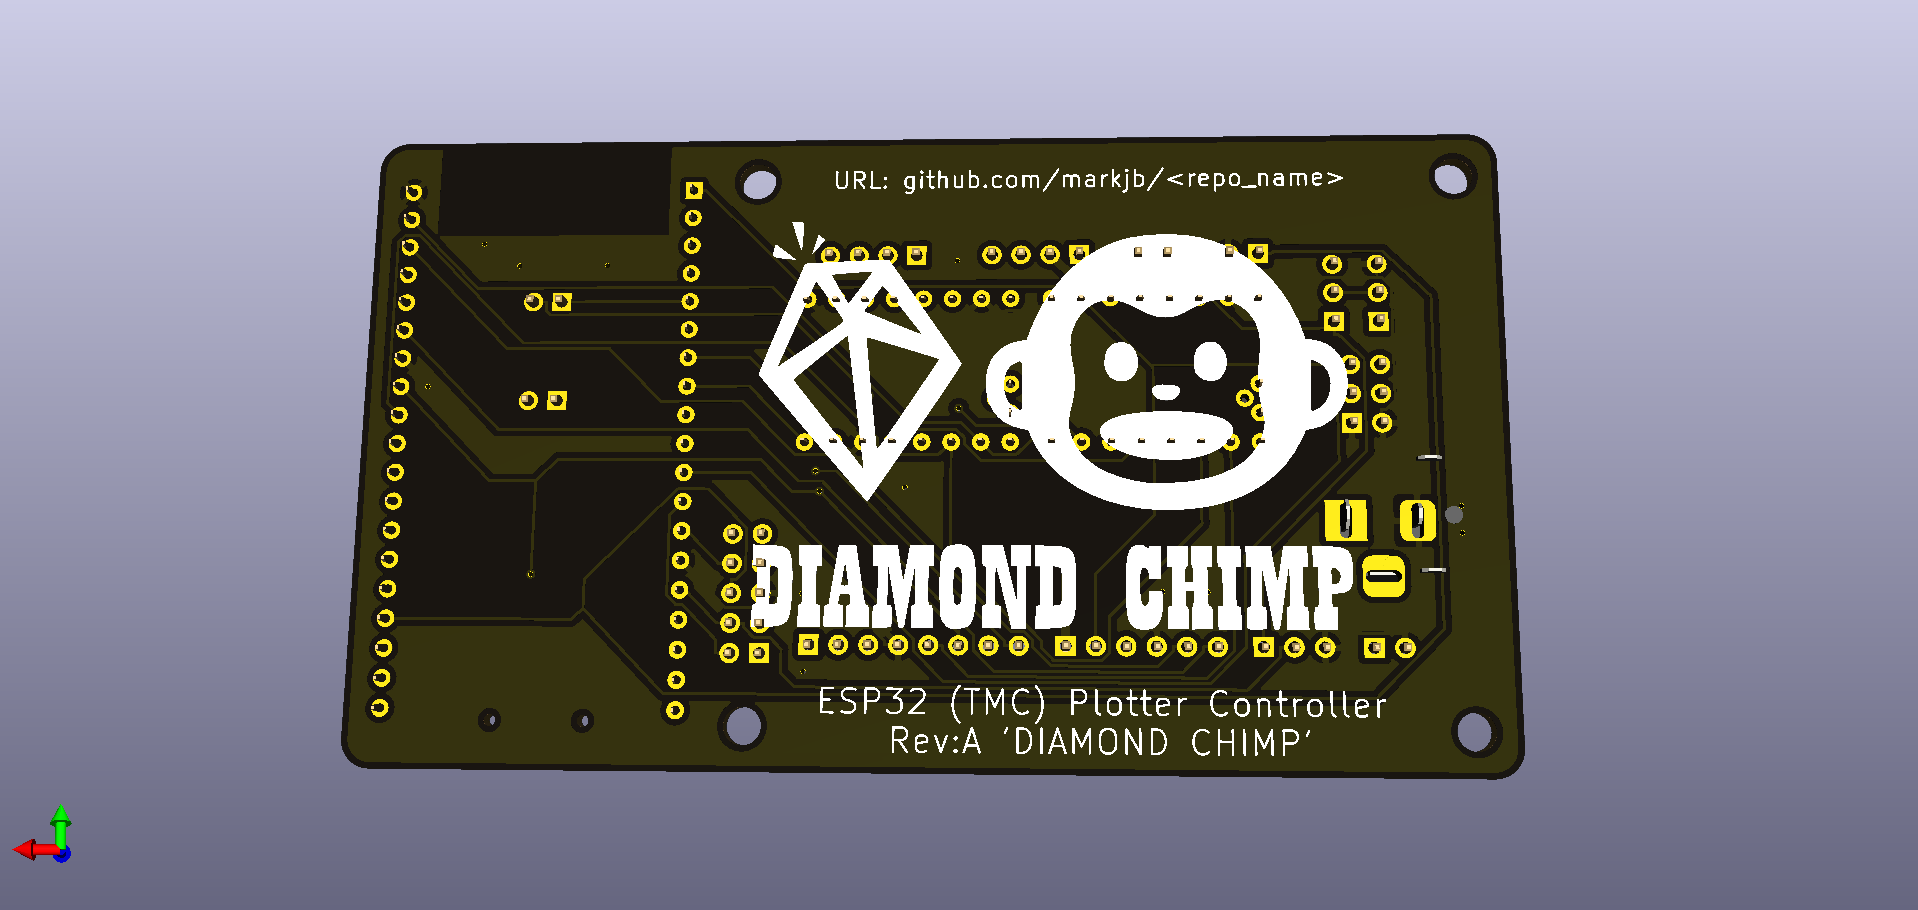 URL: github.com/markjb/<repo_name>
DIAMOND CHIMP
ESP32 (TMC) Plotter Controller
Rev:A 'DIAMOND CHIMP'